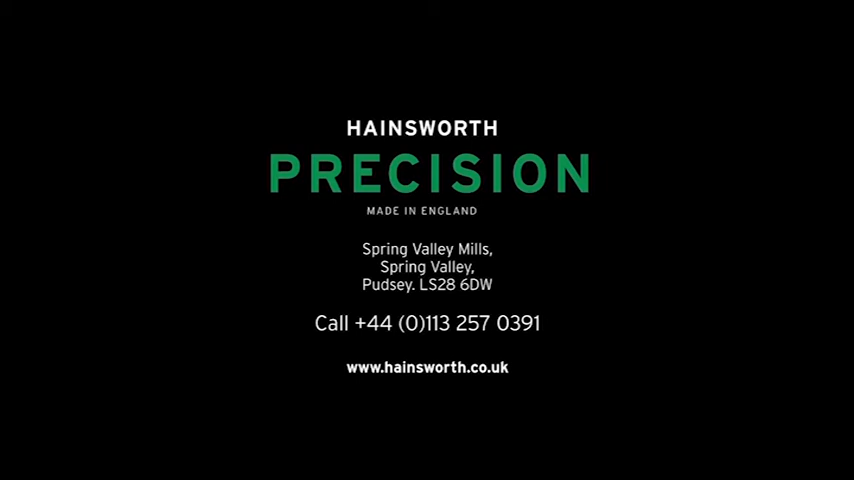 HAINSWORTH
PRECISION
MADE IN ENGLAND
Spring Valley Mills,
Spring Valley,
Pudsey. LS28 6DW
Call +44 (0)113 257 0391
www.hainsworth.co.uk